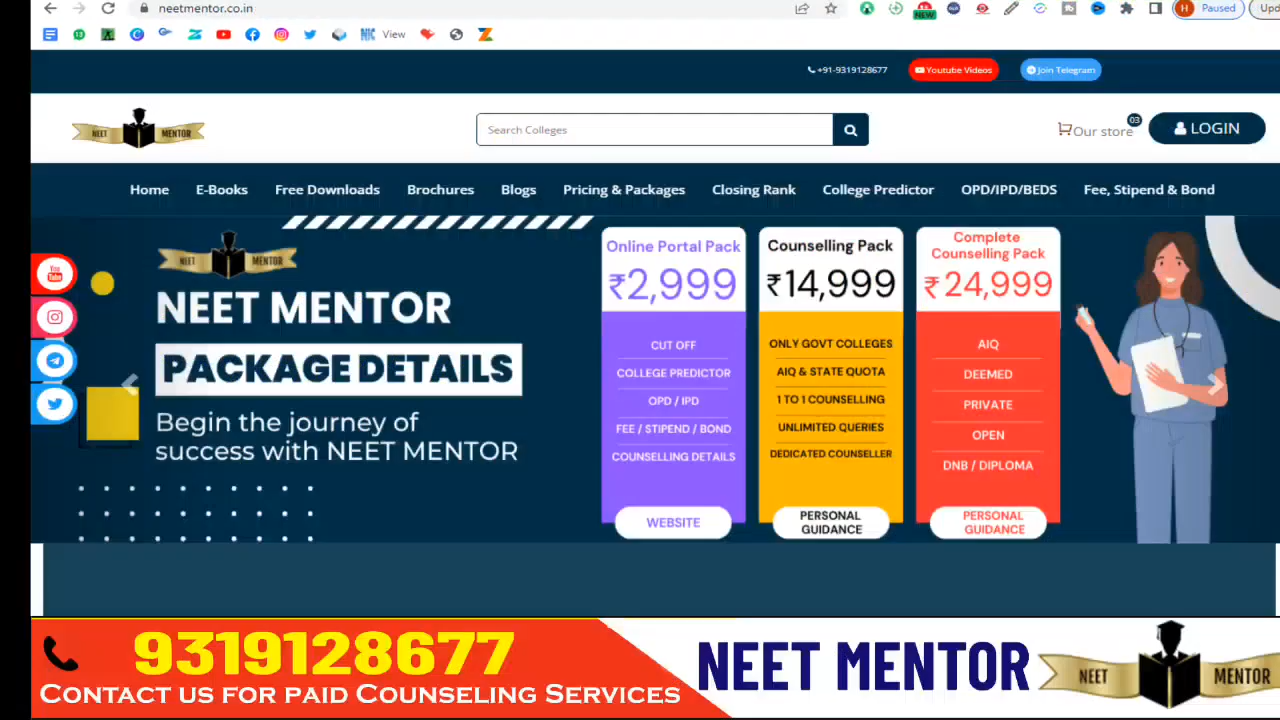 neetmentor.co.in
NEW
H Paused
View
+91-9319128677
Youtube Videos
Join Telegram
NEET MENTOR
Search Colleges
Our store
03
LOGIN
Home E-Books Free Downloads Brochures Blogs Pricing & Packages Closing Rank College Predictor OPD/IPD/BEDS Fee, Stipend & Bond
NEET MENTOR
NEET MENTOR
PACKAGE DETAILS
Begin the journey of
success with NEET MENTOR
Online Portal Pack
₹2,999
CUT OFF
COLLEGE PREDICTOR
OPD / IPD
FEE / STIPEND / BOND
COUNSELLING DETAILS
WEBSITE
Counselling Pack
₹14,999
ONLY GOVT COLLEGES
AIQ & STATE QUOTA
1 TO 1 COUNSELLING
UNLIMITED QUERIES
DEDICATED COUNSELLER
PERSONAL
GUIDANCE
Complete
Counselling Pack
₹24,999
AIQ
DEEMED
PRIVATE
OPEN
DNB / DIPLOMA
PERSONAL
GUIDANCE
9319128677
CONTACT US FOR PAID COUNSELING SERVICES
NEET MENTOR
NEET MENTOR